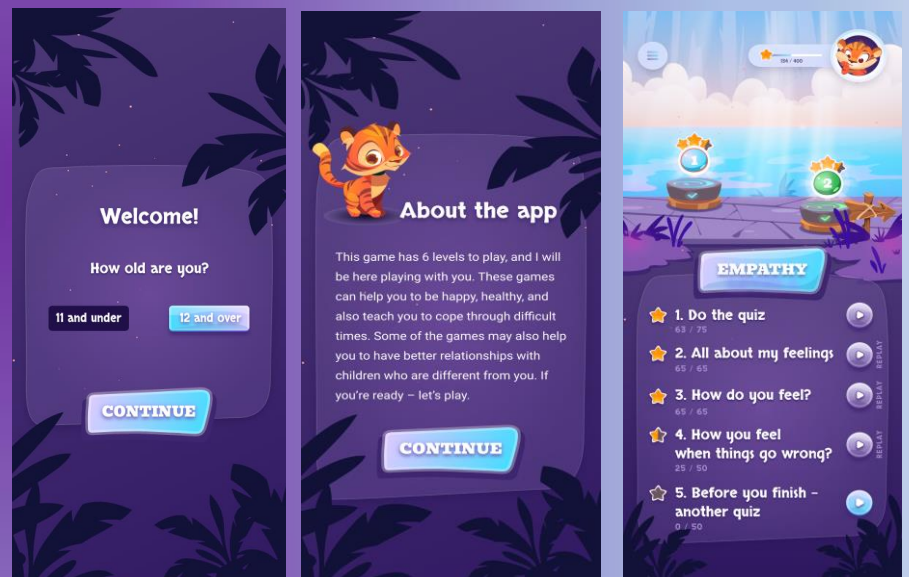 Welcome!
How old are you?
11 and under
12 and over
CONTINUE
About the app
This game has 6 levels to play, and I will
be here playing with you. These games
can help you to be happy, healthy, and
also teach you to cope through difficult
times. Some of the games may also help
you to have better relationships with
children who are different from you. If
you're ready – let's play.
CONTINUE
1
2
EMPATHY
1. Do the quiz
63 / 75
2. All about my feelings
65 / 65
REPLAY
3. How do you feel?
65 / 65
REPLAY
4. How you feel
when things go wrong?
25 / 50
REPLAY
5. Before you finish –
another quiz
0 / 50